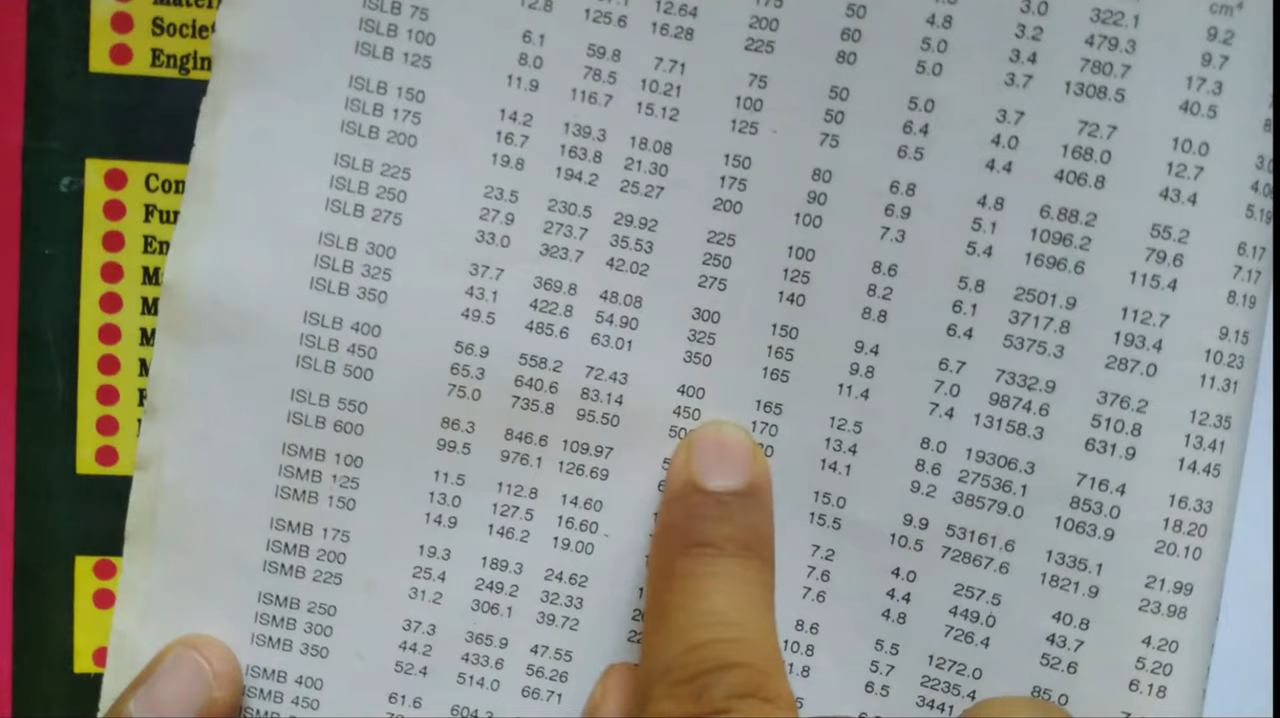 Engin
Con
En
cm⁴
3.0 322.1 9.2
175 50 4.8 3.2 479.3 9.7
12.64 200 60 5.0 3.4 780.7 17.3
12.8 125.6 16.28 225 80 5.0 3.7 1308.5 40.5
ISLB 75 6.1 59.8 7.71 75 50 5.0 3.7 72.7 10.0
ISLB 100 8.0 78.5 10.21 100 50 6.4 4.0 168.0 12.7
ISLB 125 11.9 116.7 15.12 125 75 6.5 4.4 406.8 43.4 5.19
ISLB 150 14.2 139.3 18.08 150 80 6.8 4.8 6.88.2 55.2 6.17
ISLB 175 16.7 163.8 21.30 175 90 6.9 5.1 1096.2 79.6 7.17
ISLB 200 19.8 194.2 25.27 200 100 7.3 5.4 1696.6 115.4 8.19
ISLB 225 23.5 230.5 29.92 225 100 8.6 5.8 2501.9 112.7 9.15
ISLB 250 27.9 273.7 35.53 250 125 8.2 6.1 3717.8 193.4 10.23
ISLB 275 33.0 323.7 42.02 275 140 8.8 6.4 5375.3 287.0 11.31
ISLB 300 37.7 369.8 48.08 300 150 9.4 6.7 7332.9 376.2 12.35
ISLB 325 43.1 422.8 54.90 325 165 9.8 7.0 9874.6 510.8 13.41
ISLB 350 49.5 485.6 63.01 350 165 11.4 7.4 13158.3 631.9 14.45
ISLB 400 56.9 558.2 72.43 400 165 12.5 8.0 19306.3 716.4 16.33
ISLB 450 65.3 640.6 83.14 450 170 13.4 8.6 27536.1 853.0 18.20
ISLB 500 75.0 735.8 95.50 14.1 9.2 38579.0 1063.9 20.10
ISLB 550 86.3 846.6 109.97 15.0 9.9 53161.6 1335.1 21.99
ISLB 600 99.5 976.1 126.69 15.5 10.5 72867.6 1821.9 23.98
ISMB 100 11.5 112.8 14.60 7.2 4.0 257.5 40.8 4.20
ISMB 125 13.0 127.5 16.60 7.6 4.4 449.0 43.7 5.20
ISMB 150 14.9 146.2 19.00 7.6 4.8 726.4 52.6 6.18
ISMB 175 19.3 189.3 24.62 8.6 5.5 1272.0 85.0
ISMB 200 25.4 249.2 32.33 10.8 5.7 2235.4
ISMB 225 31.2 306.1 39.72 6.5 3441
ISMB 250 37.3 365.9 47.55
ISMB 300 44.2 433.6 56.26
ISMB 350 52.4 514.0 66.71
ISMB 400 61.6
ISMB 450